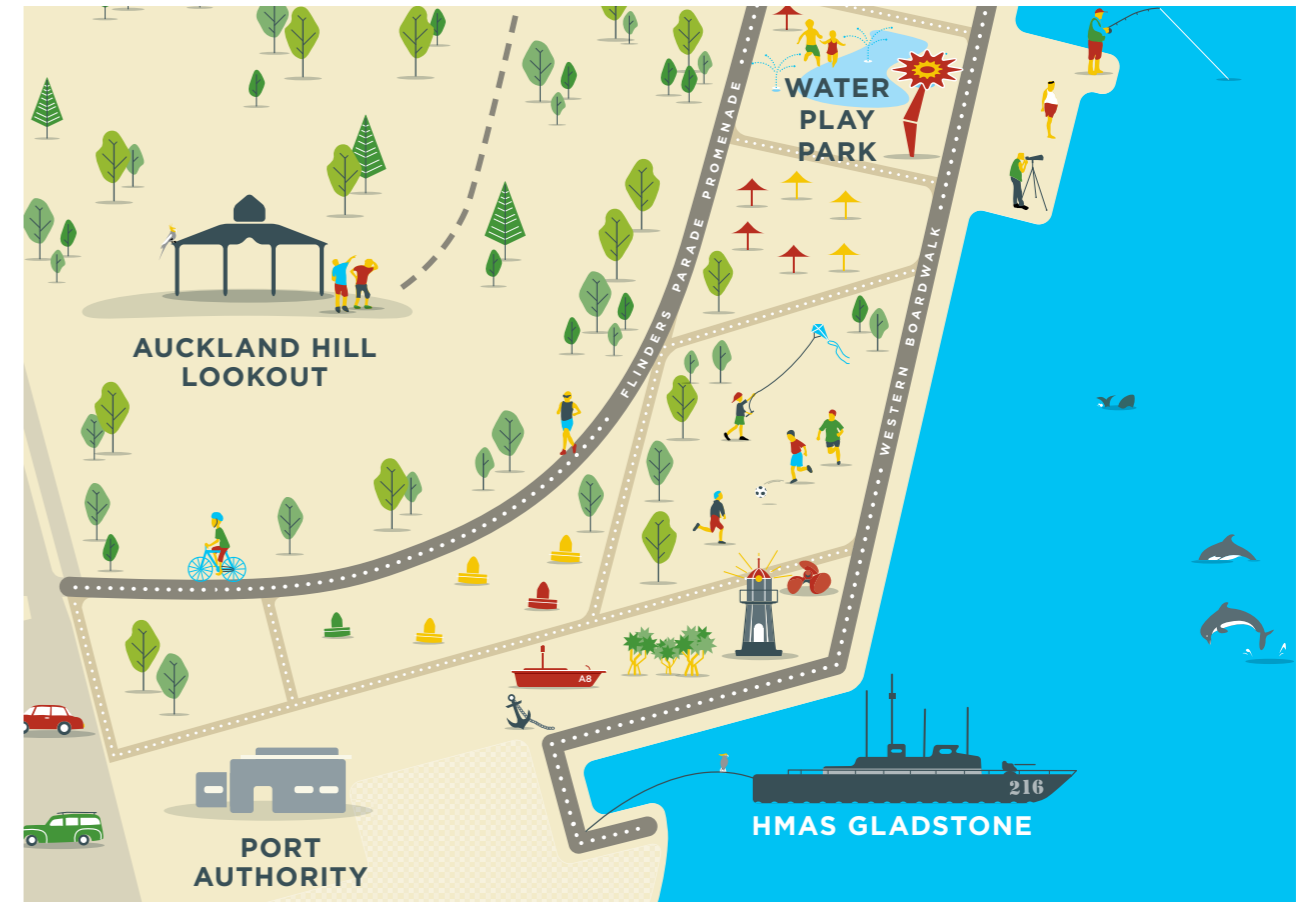 WATER
PLAY
PARK
FLINDERS PARADE PROMENADE
WESTERN BOARDWALK
AUCKLAND HILL
LOOKOUT
A8
216
HMAS GLADSTONE
PORT
AUTHORITY